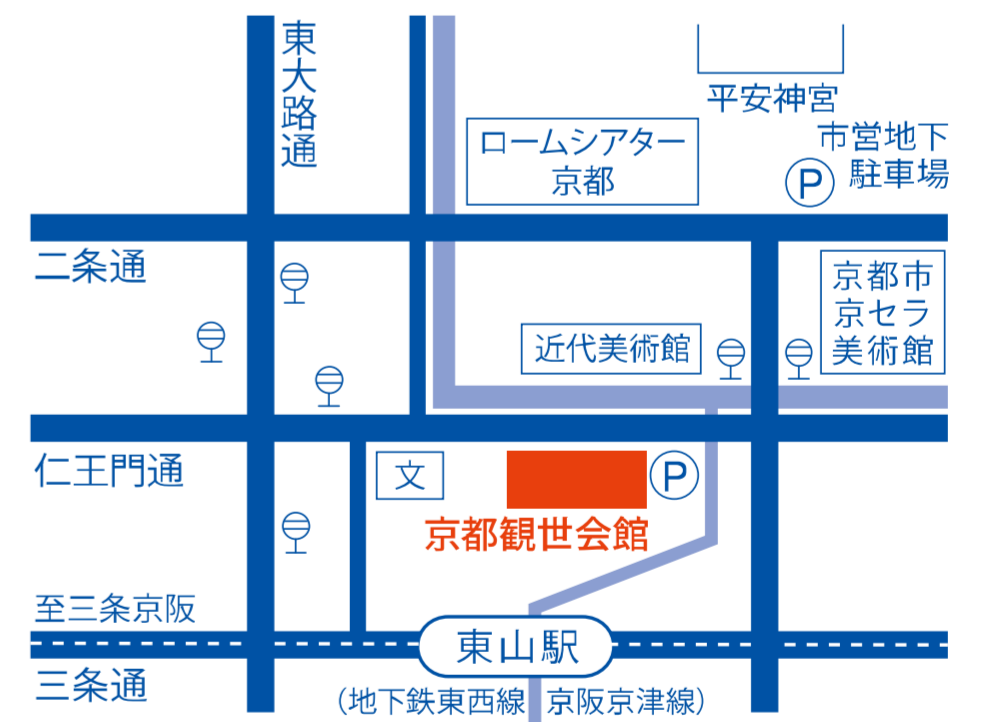 東大路通
平安神宮
市営地下
駐車場
P
ロームシアター
京都
二条通
京都市
京セラ
美術館
近代美術館
仁王門通
文
P
京都観世会館
至三条京阪
東山駅
三条通
（地下鉄東西線 京阪京津線）